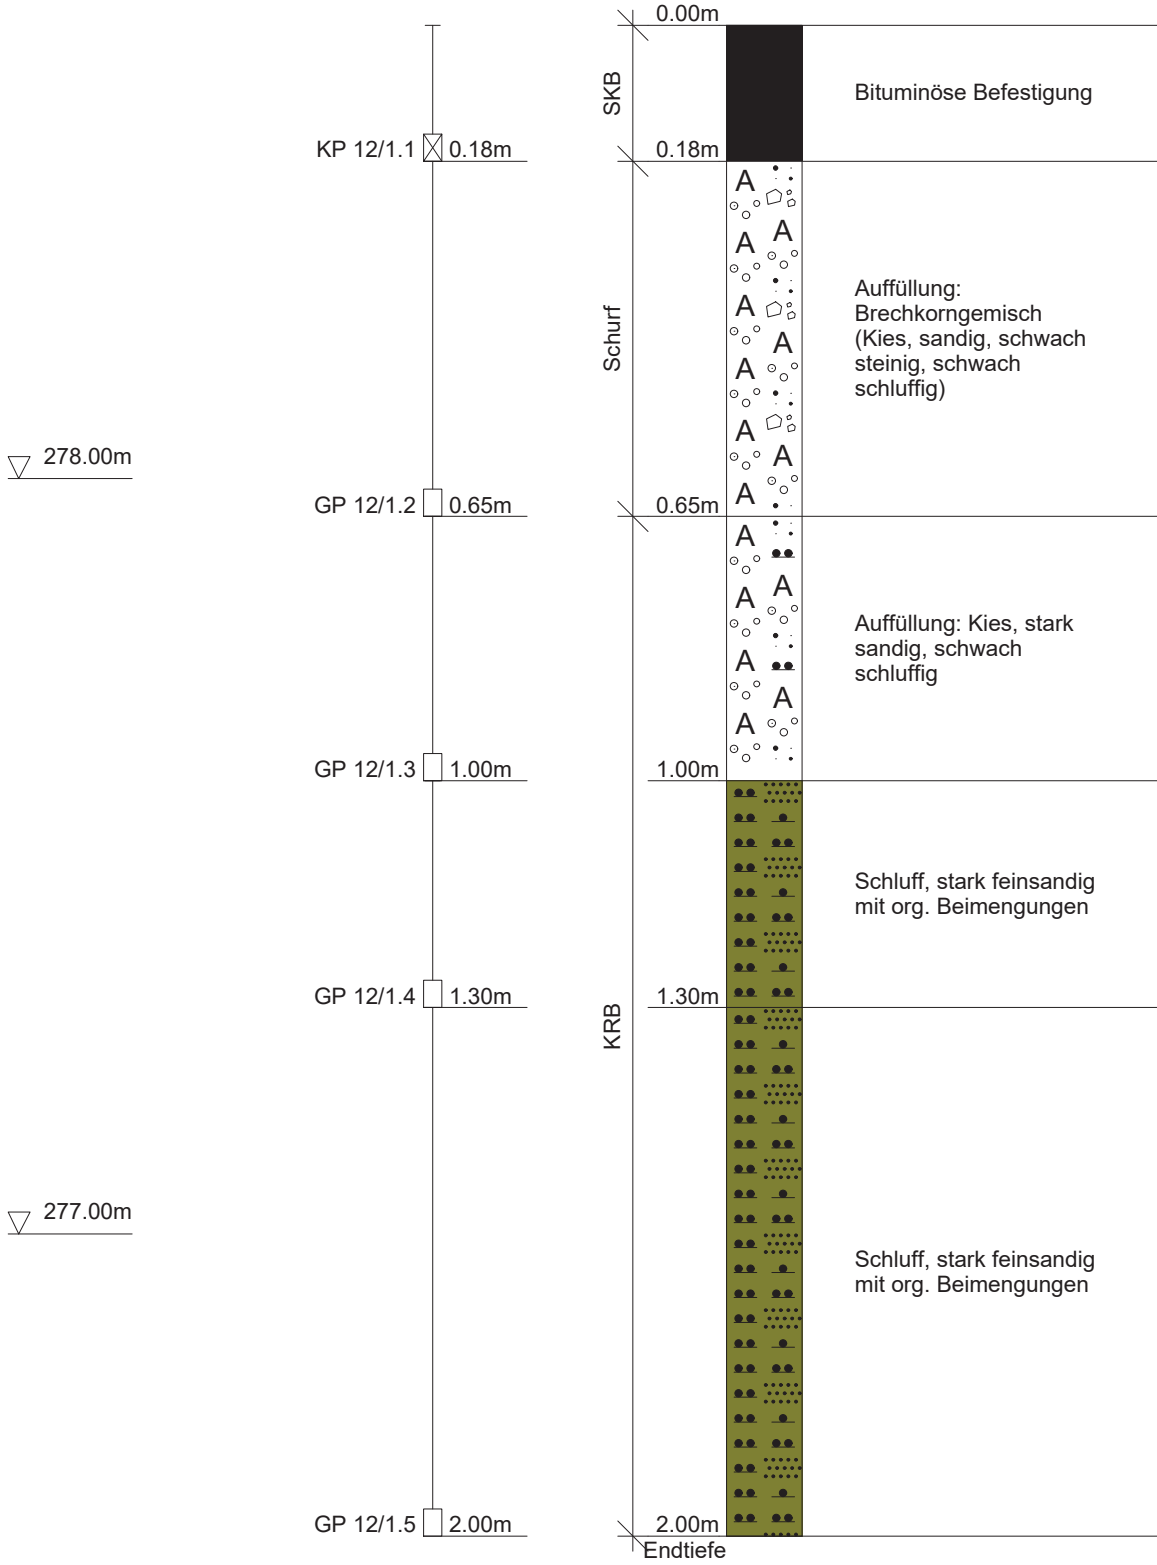 0.00m
SKB
Bituminöse Befestigung
KP 12/1.1 0.18m
0.18m
A
A
A
A
A
A
A
A
A
Schurf
Auffüllung:
Brechkorngemisch
(Kies, sandig, schwach
steinig, schwach
schluffig)
278.00m
GP 12/1.2 0.65m
0.65m
A
A
A
A
A
A
Auffüllung: Kies, stark
sandig, schwach
schluffig
GP 12/1.3 1.00m
1.00m
Schluff, stark feinsandig
mit org. Beimengungen
GP 12/1.4 1.30m
1.30m
KRB
277.00m
Schluff, stark feinsandig
mit org. Beimengungen
GP 12/1.5 2.00m
2.00m
Endtiefe